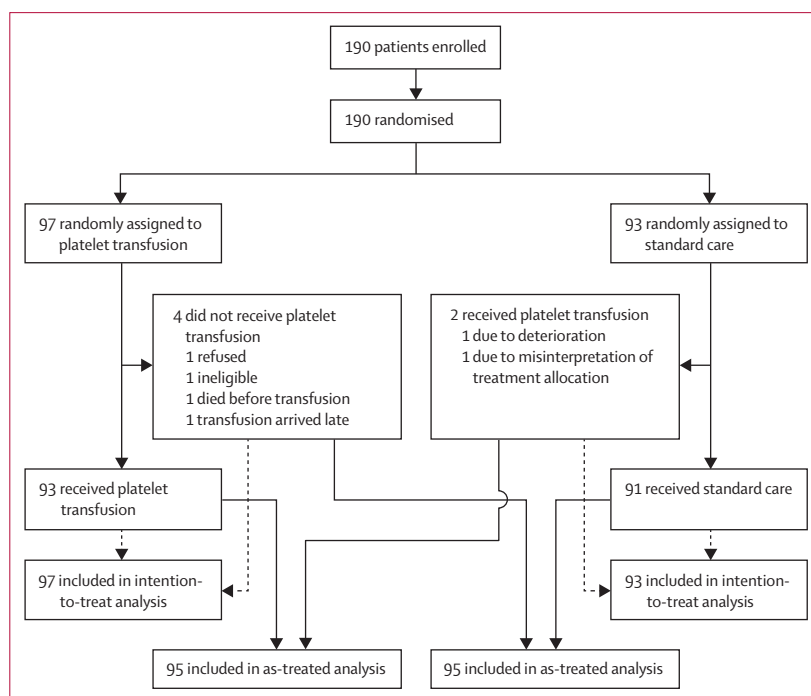 190 patients enrolled
190 randomised
97 randomly assigned to
platelet transfusion
93 randomly assigned to
standard care
4 did not receive platelet
transfusion
1 refused
1 ineligible
1 died before transfusion
1 transfusion arrived late
2 received platelet transfusion
1 due to deterioration
1 due to misinterpretation of
treatment allocation
93 received platelet
transfusion
91 received standard care
97 included in intention-
to-treat analysis
93 included in intention-
to-treat analysis
95 included in as-treated analysis
95 included in as-treated analysis